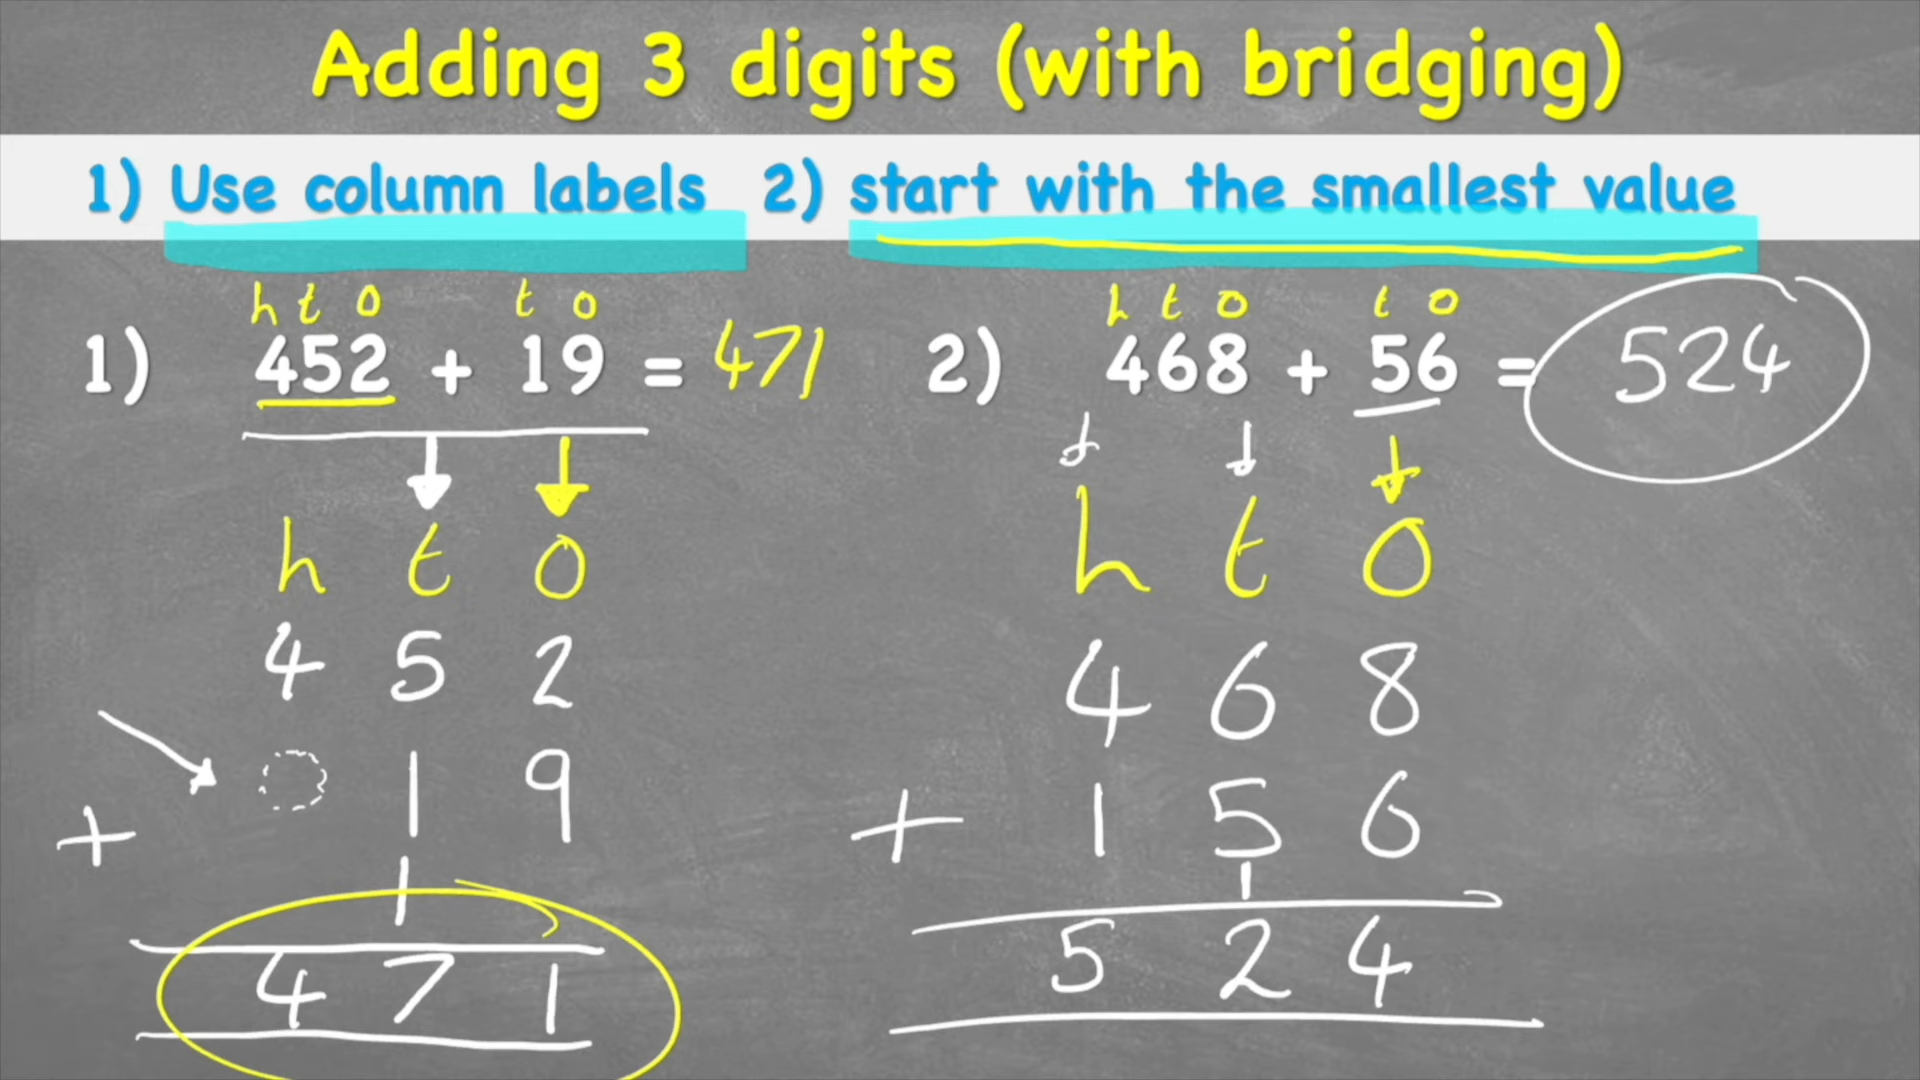 Adding 3 digits (with bridging)
1) Use column labels 2) start with the smallest value
h t o t o
1) 452 + 19 = 471
h t o t o
2) 468 + 56 = 524
h t o
4 5 2
1 9
+
1
4 7 1
h t o
4 6 8
+ 1 5 6
1
5 2 4